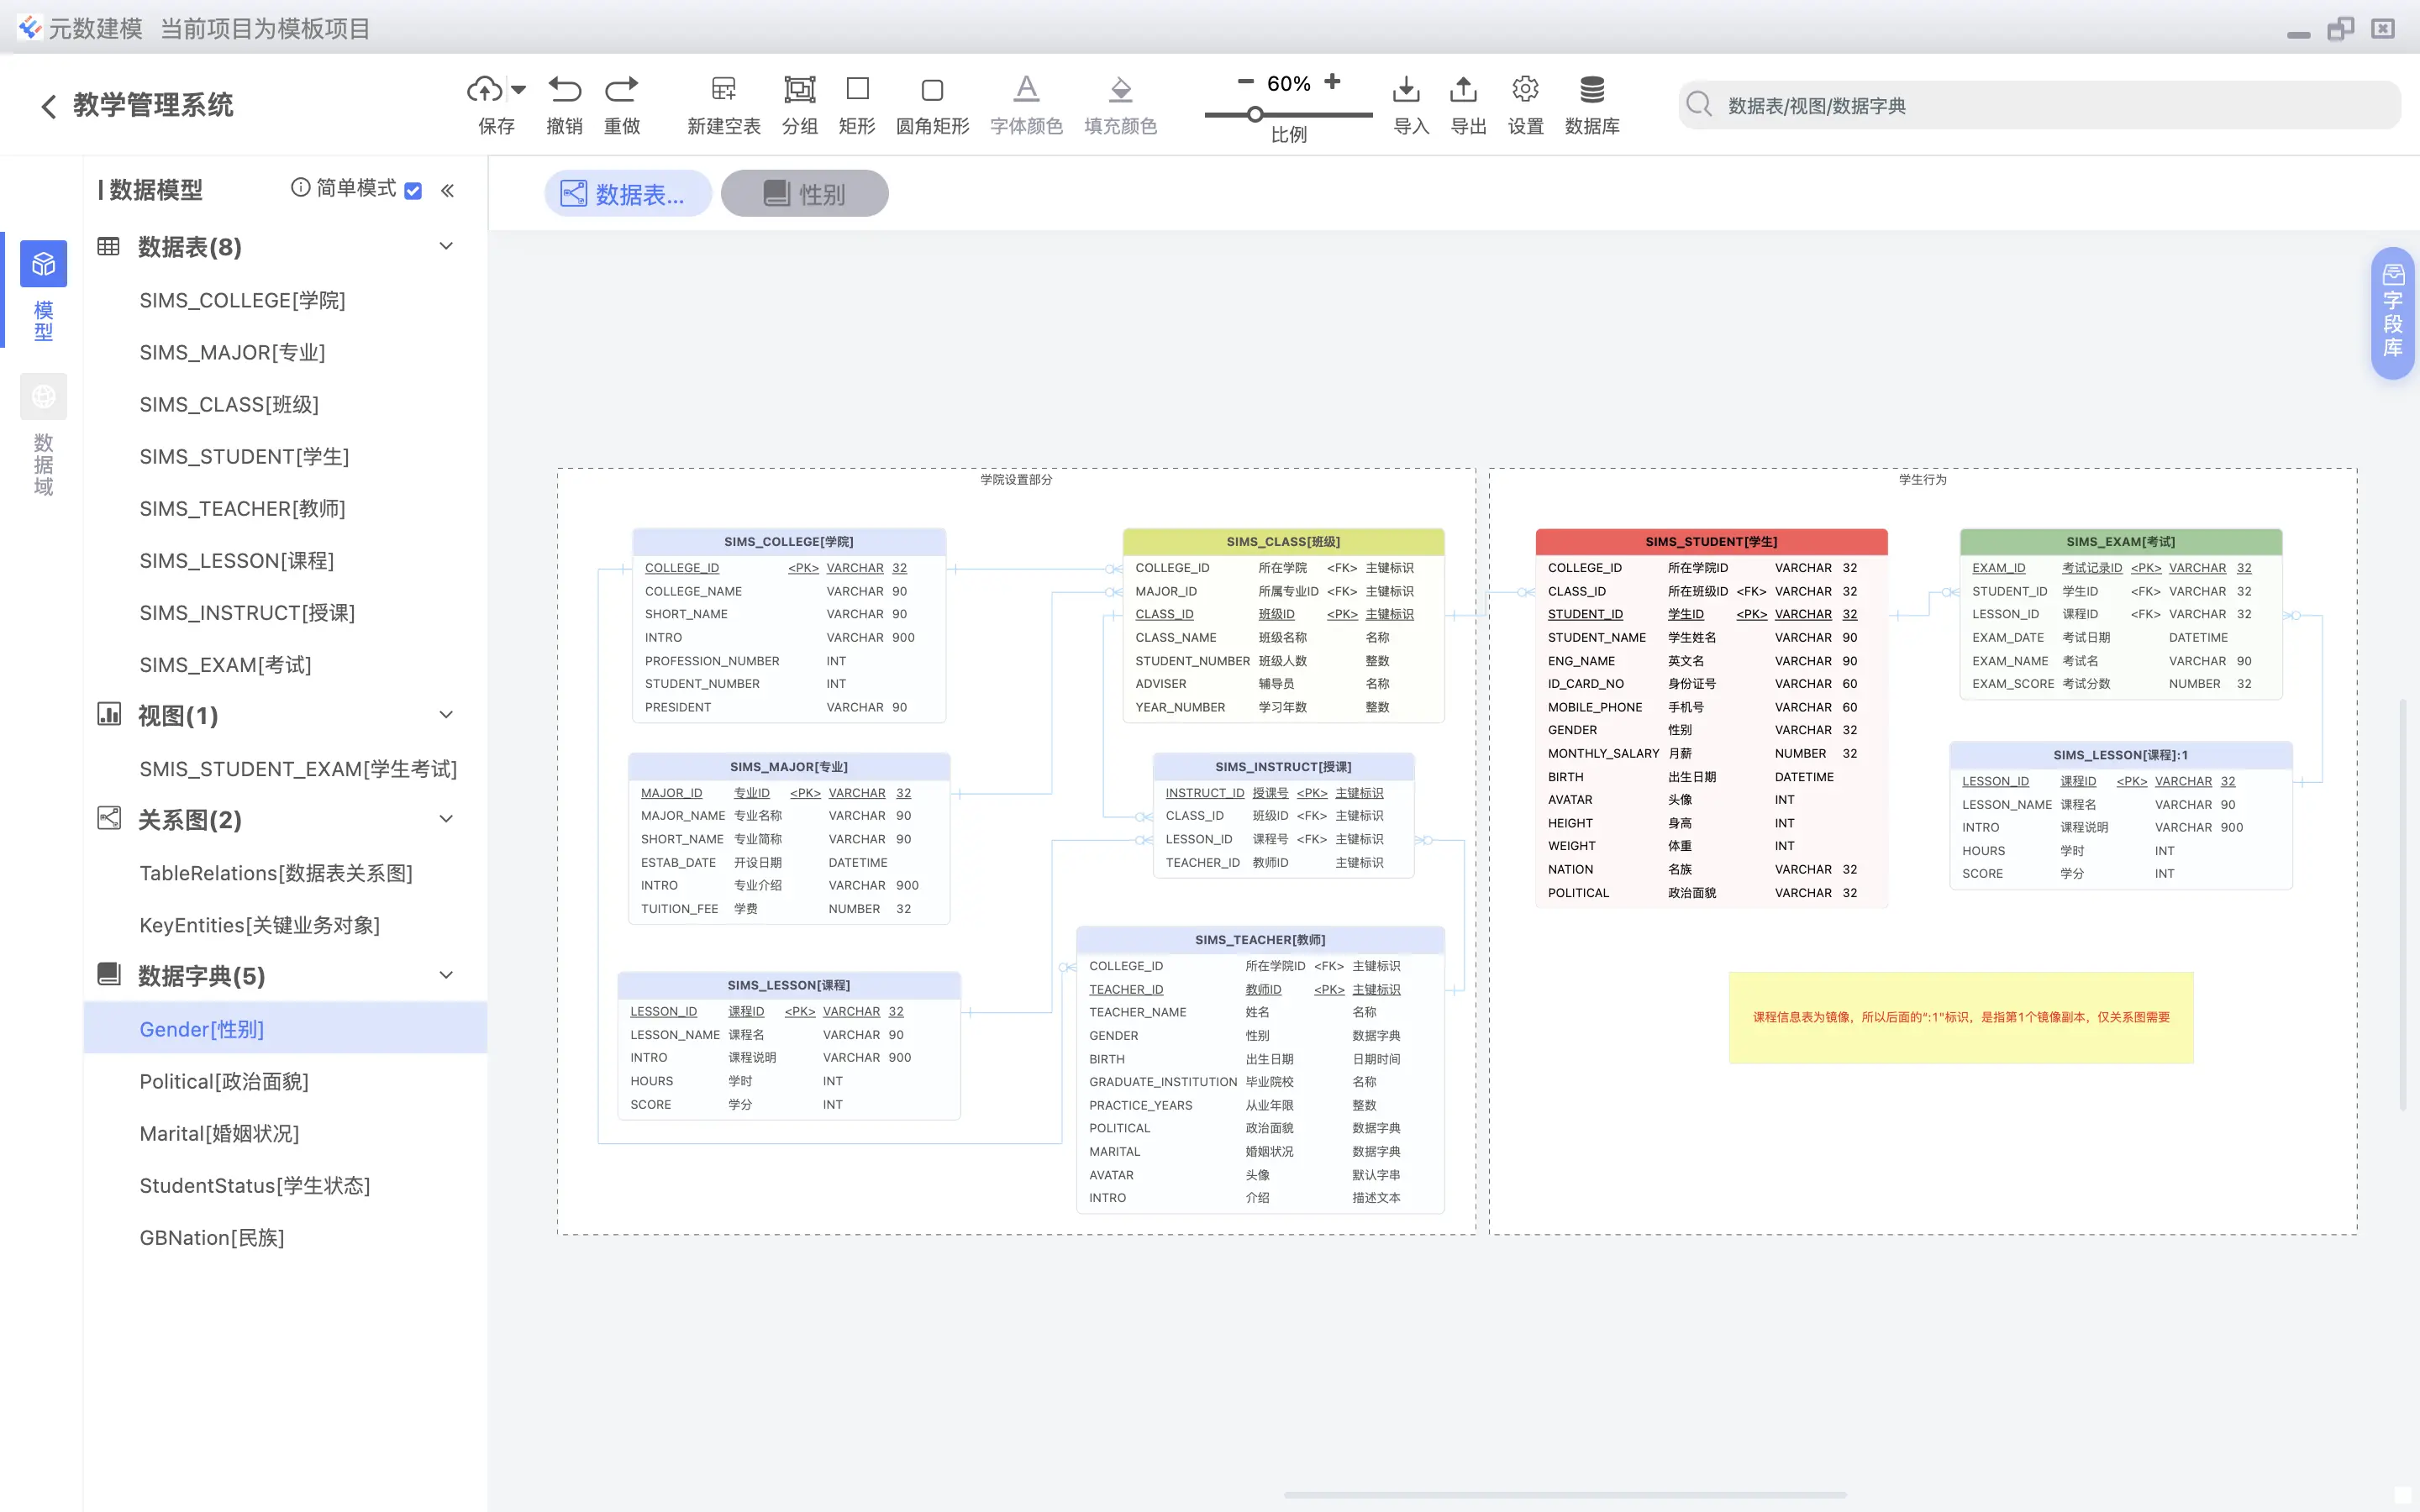 元数建模 当前项目为模板项目
教学管理系统
保存 撤销 重做 新建空表 分组 矩形 圆角矩形 字体颜色 填充颜色
60%
比例
导入 导出 设置 数据库
数据表/视图/数据字典
模型
数据域
数据模型
简单模式
数据表(8)
SIMS_COLLEGE[学院]
SIMS_MAJOR[专业]
SIMS_CLASS[班级]
SIMS_STUDENT[学生]
SIMS_TEACHER[教师]
SIMS_LESSON[课程]
SIMS_INSTRUCT[授课]
SIMS_EXAM[考试]
视图(1)
SMIS_STUDENT_EXAM[学生考试]
关系图(2)
TableRelations[数据表关系图]
KeyEntities[关键业务对象]
数据字典(5)
Gender[性别]
Political[政治面貌]
Marital[婚姻状况]
StudentStatus[学生状态]
GBNation[民族]
数据表...
性别
字段库
学院设置部分
SIMS_COLLEGE[学院]
COLLEGE_ID <PK> VARCHAR 32
COLLEGE_NAME VARCHAR 90
SHORT_NAME VARCHAR 90
INTRO VARCHAR 900
PROFESSION_NUMBER INT
STUDENT_NUMBER INT
PRESIDENT VARCHAR 90
SIMS_MAJOR[专业]
MAJOR_ID 专业ID <PK> VARCHAR 32
MAJOR_NAME 专业名称 VARCHAR 90
SHORT_NAME 专业简称 VARCHAR 90
ESTAB_DATE 开设日期 DATETIME
INTRO 专业介绍 VARCHAR 900
TUITION_FEE 学费 NUMBER 32
SIMS_LESSON[课程]
LESSON_ID 课程ID <PK> VARCHAR 32
LESSON_NAME 课程名 VARCHAR 90
INTRO 课程说明 VARCHAR 900
HOURS 学时 INT
SCORE 学分 INT
SIMS_CLASS[班级]
COLLEGE_ID 所在学院 <FK> 主键标识
MAJOR_ID 所属专业ID <FK> 主键标识
CLASS_ID 班级ID <PK> 主键标识
CLASS_NAME 班级名称 名称
STUDENT_NUMBER 班级人数 整数
ADVISER 辅导员 名称
YEAR_NUMBER 学习年数 整数
SIMS_INSTRUCT[授课]
INSTRUCT_ID 授课号 <PK> 主键标识
CLASS_ID 班级ID <FK> 主键标识
LESSON_ID 课程号 <FK> 主键标识
TEACHER_ID 教师ID 主键标识
SIMS_TEACHER[教师]
COLLEGE_ID 所在学院ID <FK> 主键标识
TEACHER_ID 教师ID <PK> 主键标识
TEACHER_NAME 姓名 名称
GENDER 性别 数据字典
BIRTH 出生日期 日期时间
GRADUATE_INSTITUTION 毕业院校 名称
PRACTICE_YEARS 从业年限 整数
POLITICAL 政治面貌 数据字典
MARITAL 婚姻状况 数据字典
AVATAR 头像 默认字串
INTRO 介绍 描述文本
学生行为
SIMS_STUDENT[学生]
COLLEGE_ID 所在学院ID VARCHAR 32
CLASS_ID 所在班级ID <FK> VARCHAR 32
STUDENT_ID 学生ID <PK> VARCHAR 32
STUDENT_NAME 学生姓名 VARCHAR 90
ENG_NAME 英文名 VARCHAR 90
ID_CARD_NO 身份证号 VARCHAR 60
MOBILE_PHONE 手机号 VARCHAR 60
GENDER 性别 VARCHAR 32
MONTHLY_SALARY 月薪 NUMBER 32
BIRTH 出生日期 DATETIME
AVATAR 头像 INT
HEIGHT 身高 INT
WEIGHT 体重 INT
NATION 名族 VARCHAR 32
POLITICAL 政治面貌 VARCHAR 32
SIMS_EXAM[考试]
EXAM_ID 考试记录ID <PK> VARCHAR 32
STUDENT_ID 学生ID <FK> VARCHAR 32
LESSON_ID 课程ID <FK> VARCHAR 32
EXAM_DATE 考试日期 DATETIME
EXAM_NAME 考试名 VARCHAR 90
EXAM_SCORE 考试分数 NUMBER 32
SIMS_LESSON[课程]:1
LESSON_ID 课程ID <PK> VARCHAR 32
LESSON_NAME 课程名 VARCHAR 90
INTRO 课程说明 VARCHAR 900
HOURS 学时 INT
SCORE 学分 INT
课程信息表为镜像，所以后面的":1"标识，是指第1个镜像副本，仅关系图需要